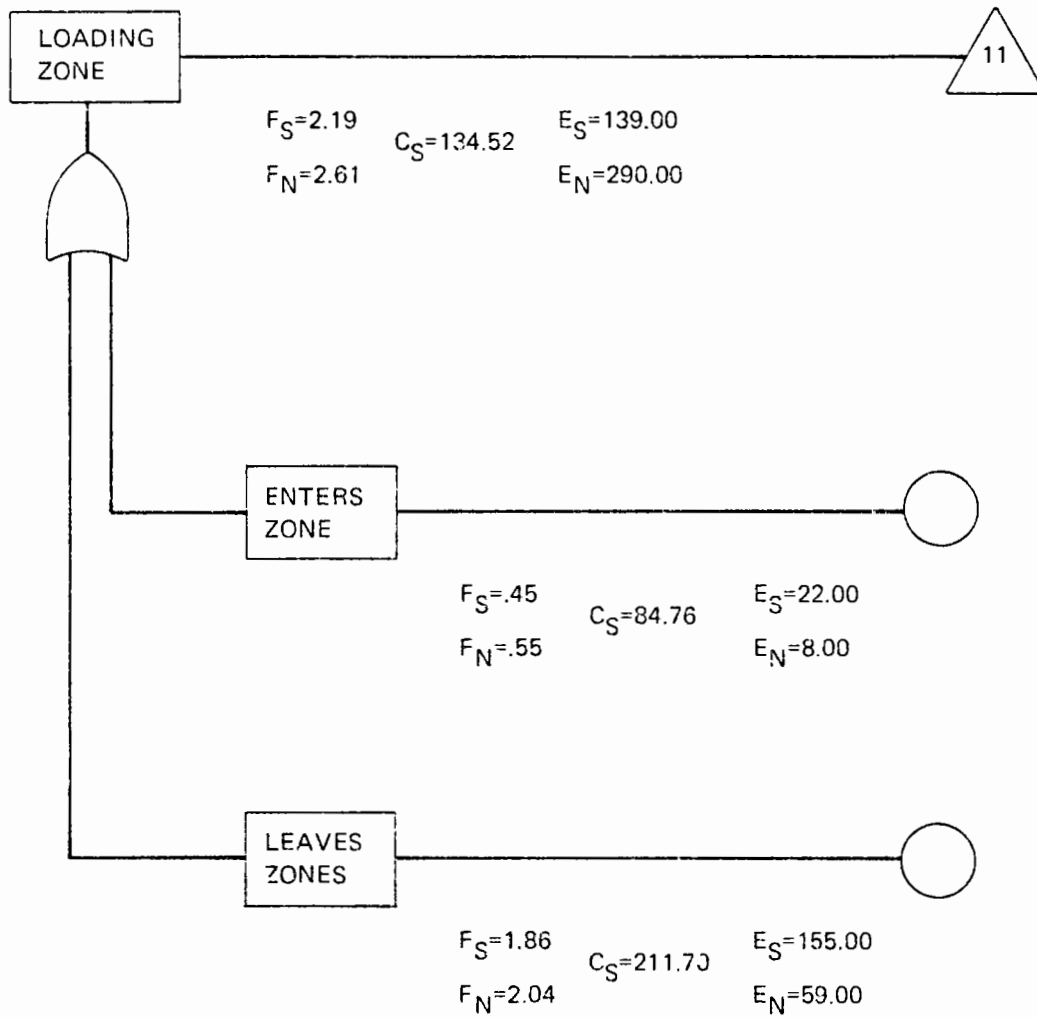 LOADING
ZONE
11
F_S=2.19
C_S=134.52
E_S=139.00
F_N=2.61
E_N=290.00
ENTERS
ZONE
F_S=.45
C_S=84.76
E_S=22.00
F_N=.55
E_N=8.00
LEAVES
ZONES
F_S=1.86
C_S=211.70
E_S=155.00
F_N=2.04
E_N=59.00